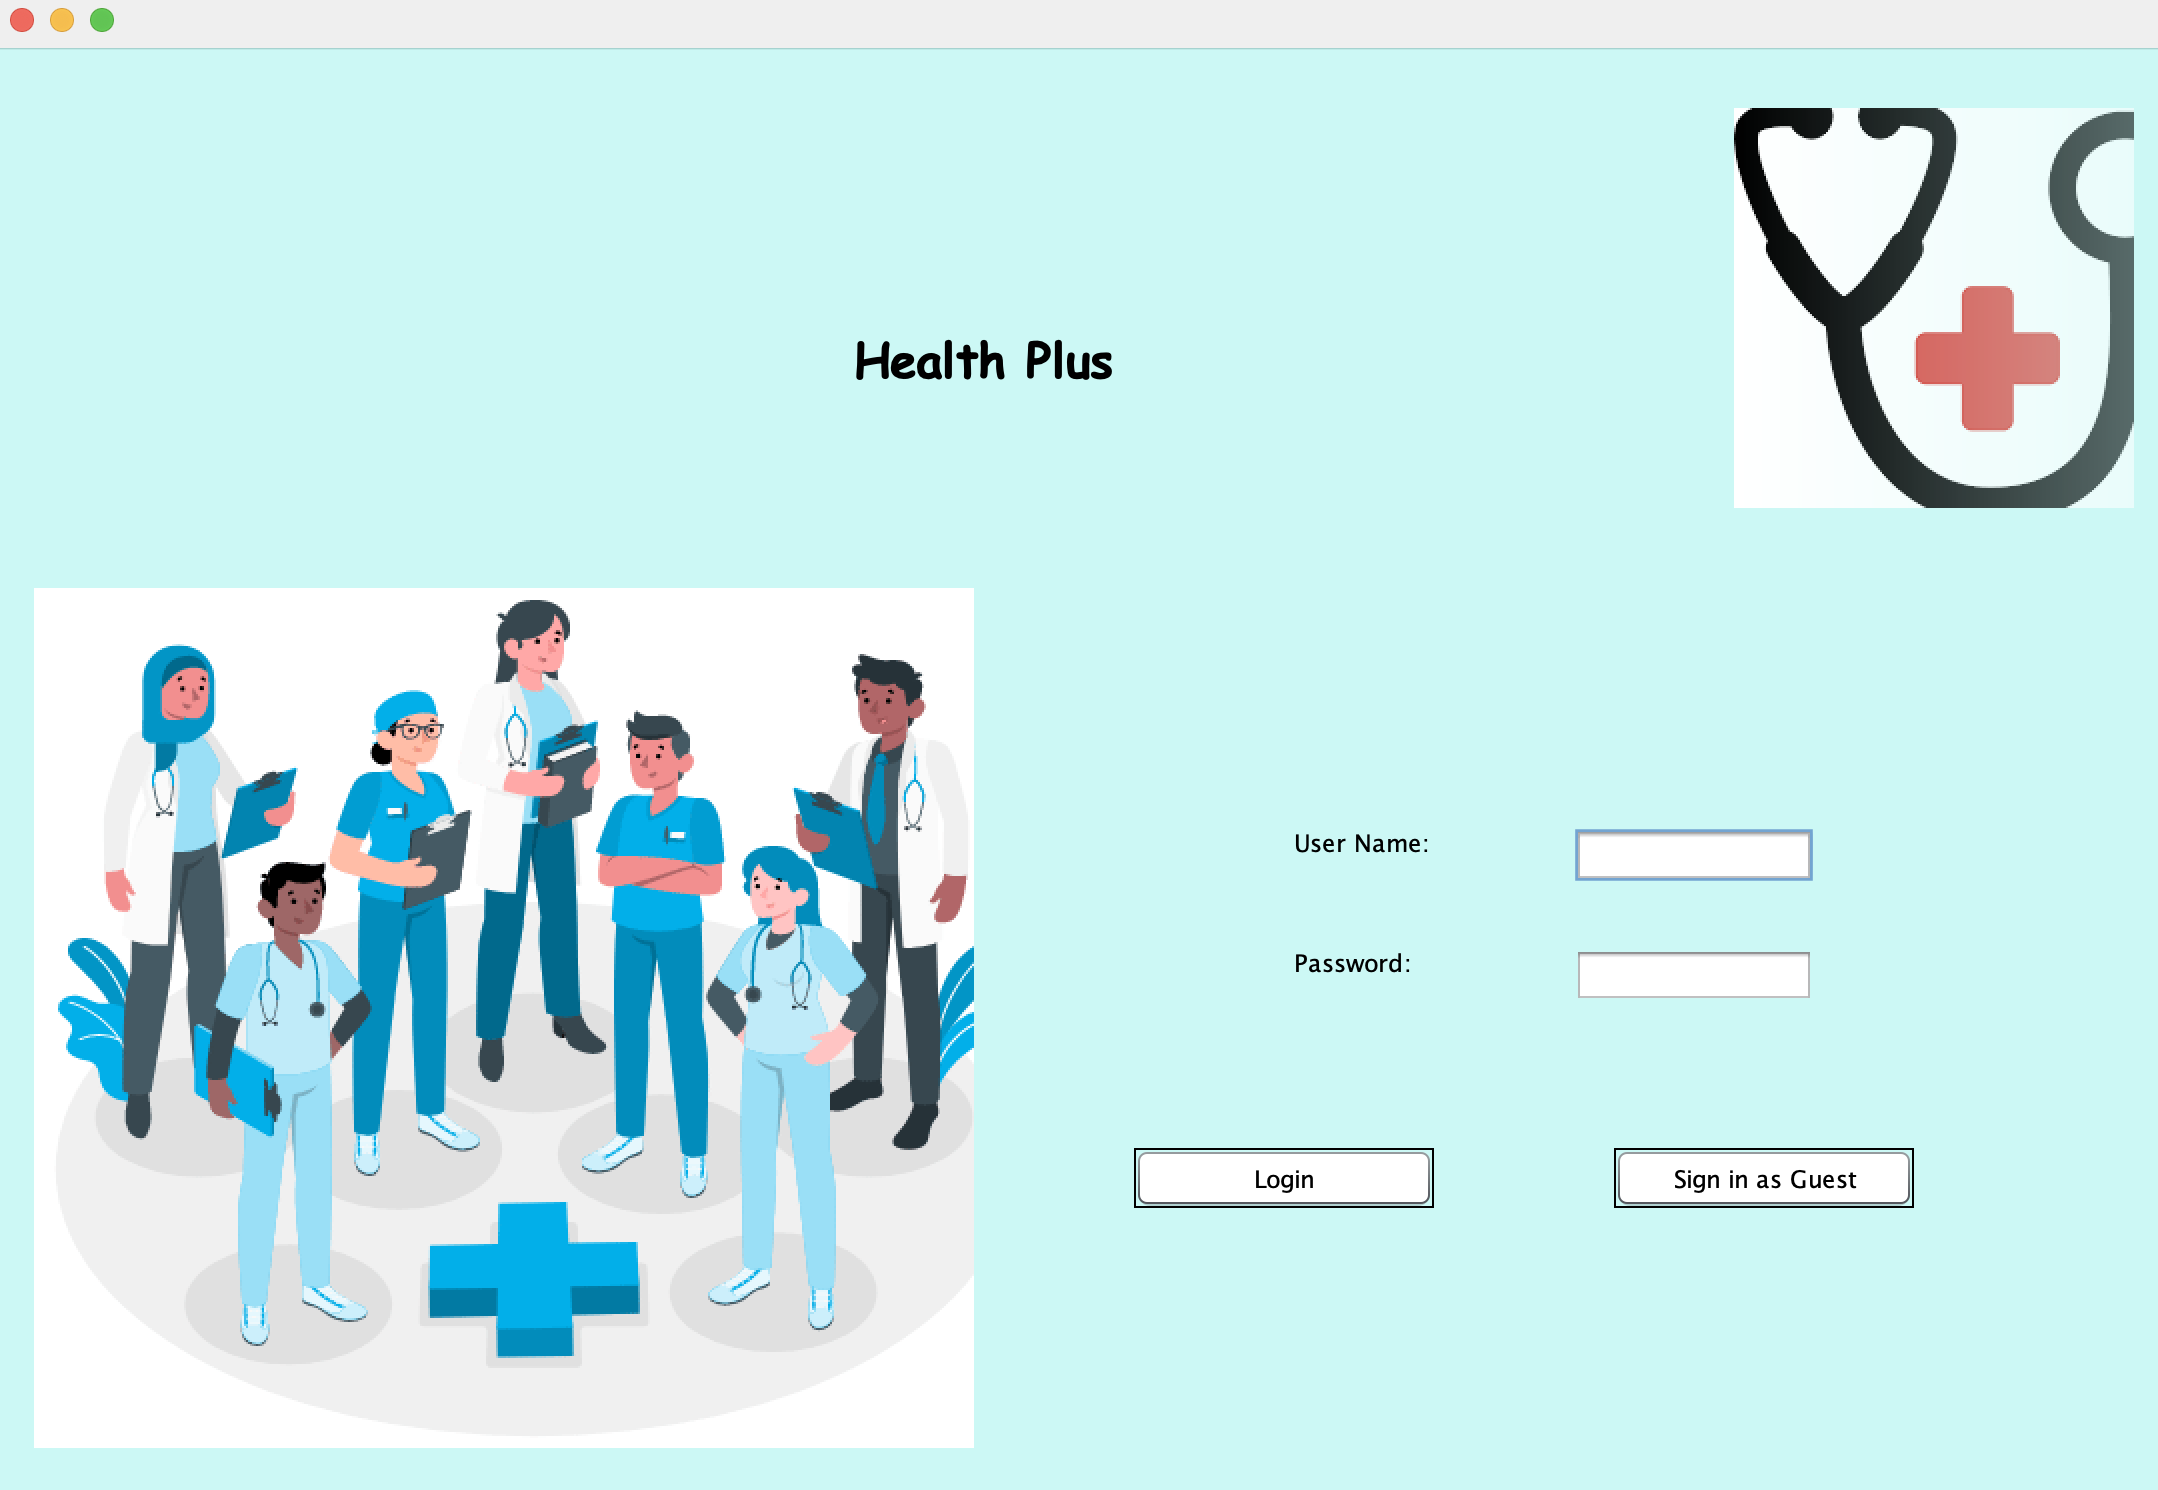 Health Plus
User Name:
Password:
Login
Sign in as Guest